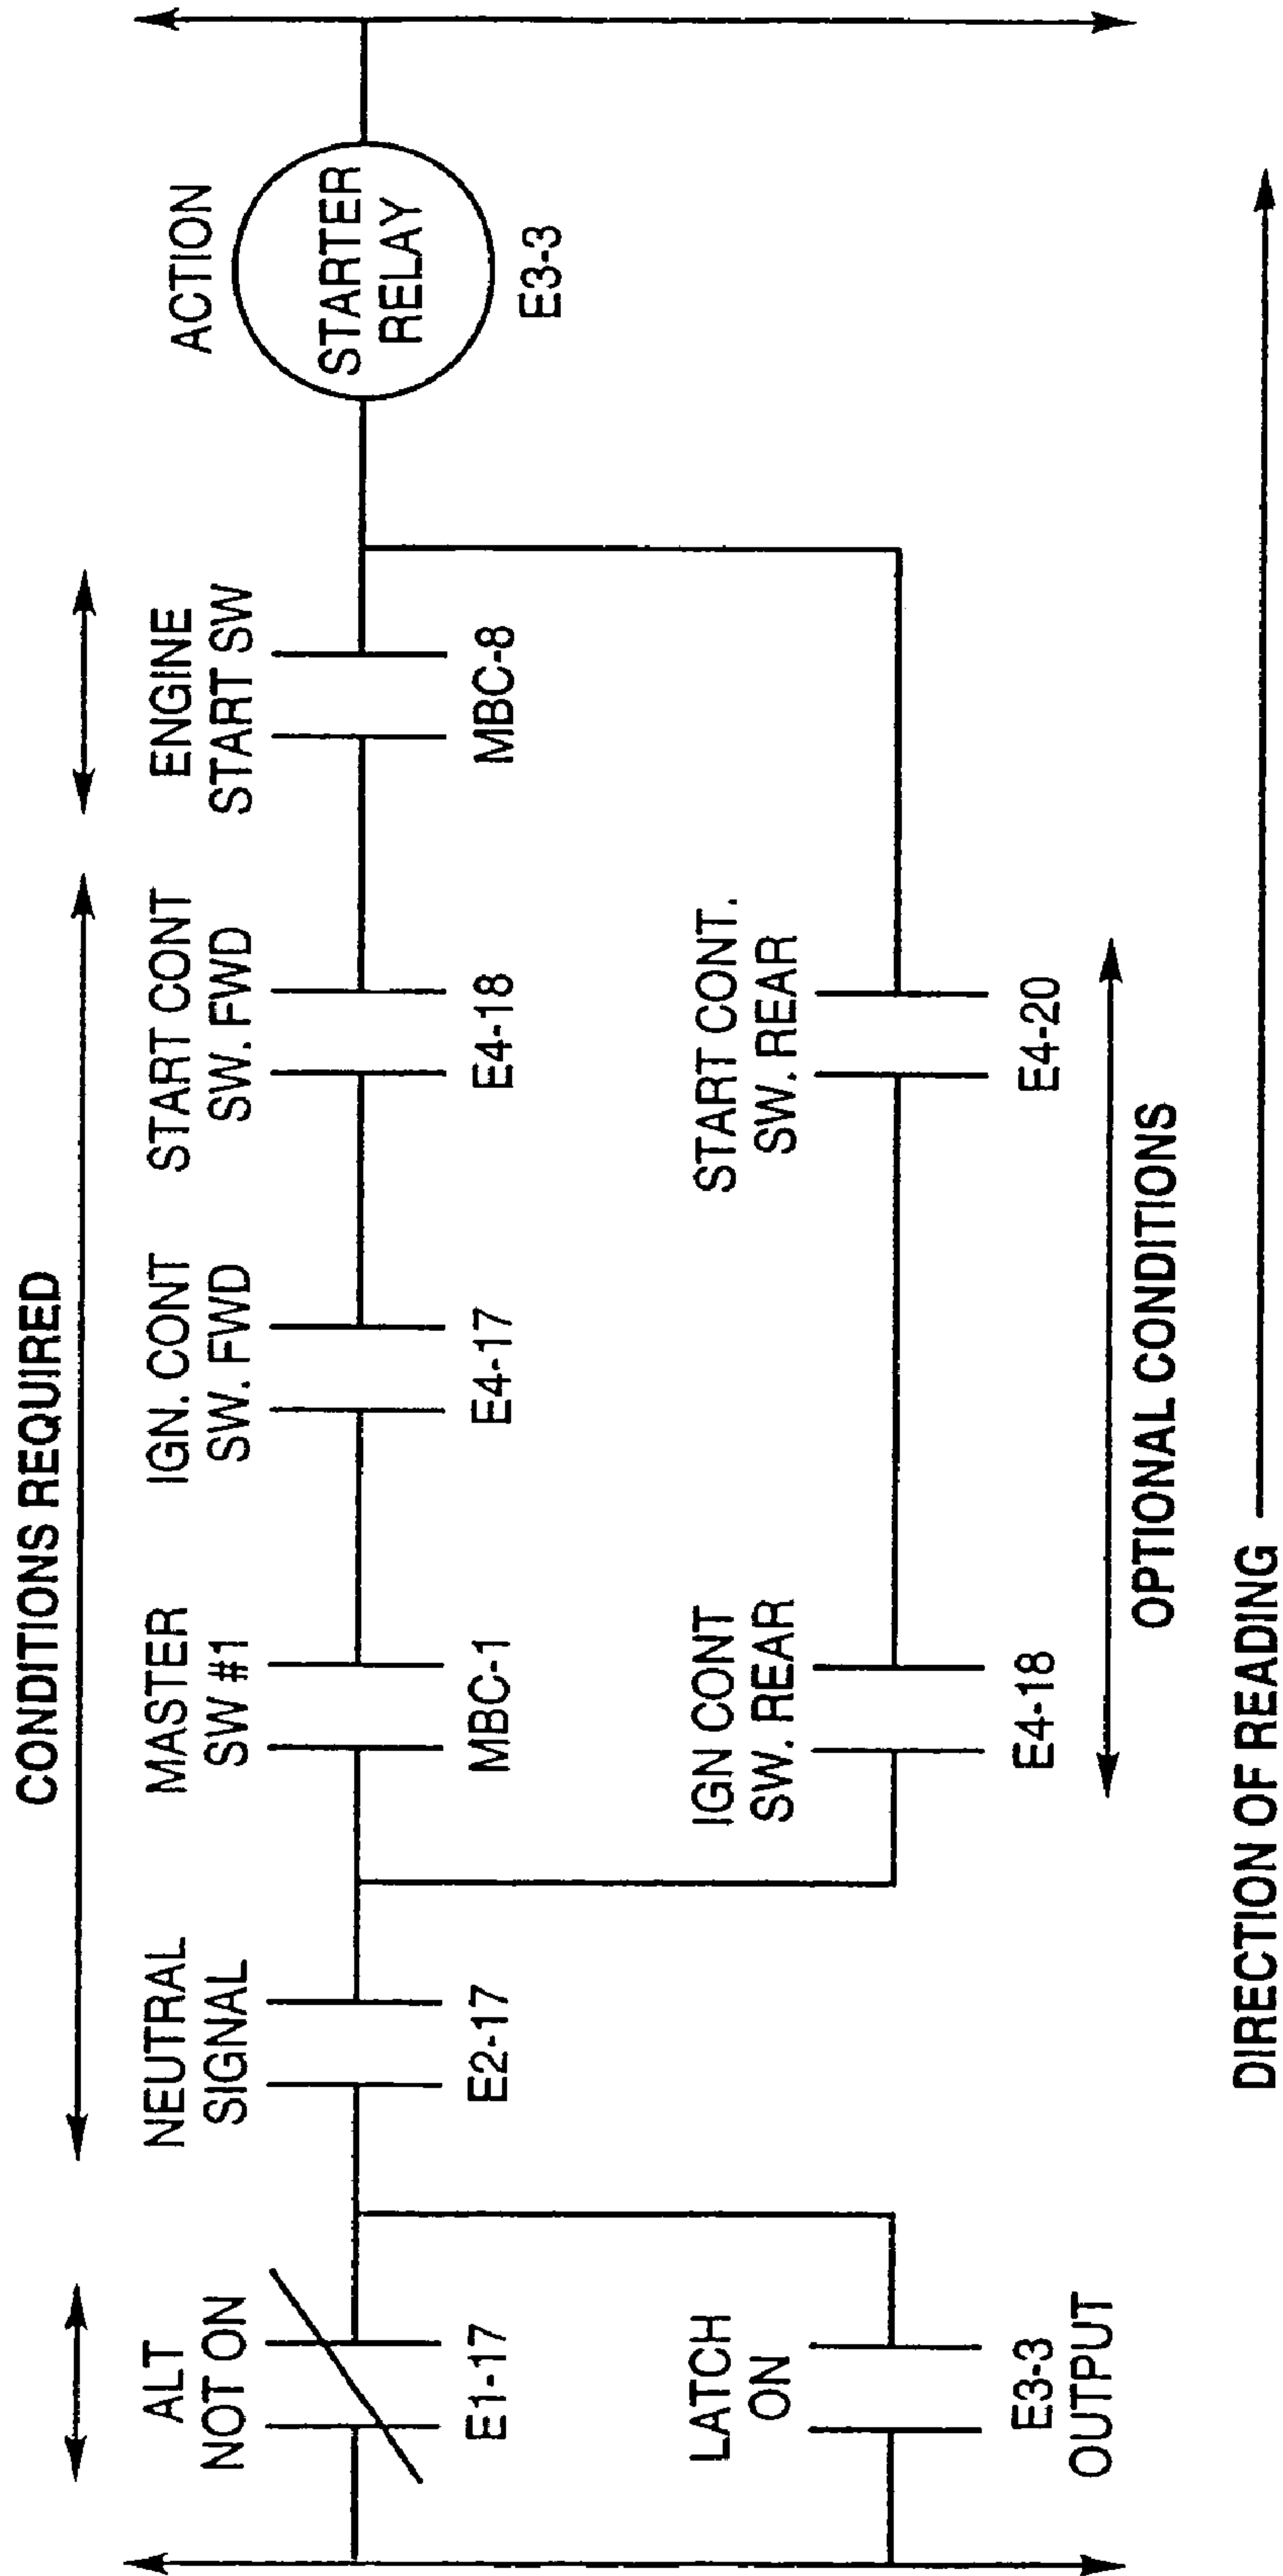 CONDITIONS REQUIRED
ALT
NOT ON
E1-17
NEUTRAL
SIGNAL
E2-17
MASTER
SW #1
MBC-1
IGN. CONT
SW. FWD
E4-17
START CONT
SW. FWD
E4-18
ENGINE
START SW
MBC-8
ACTION
STARTER
RELAY
E3-3
LATCH
ON
E3-3
OUTPUT
IGN CONT
SW. REAR
E4-18
START CONT.
SW. REAR
E4-20
OPTIONAL CONDITIONS
DIRECTION OF READING